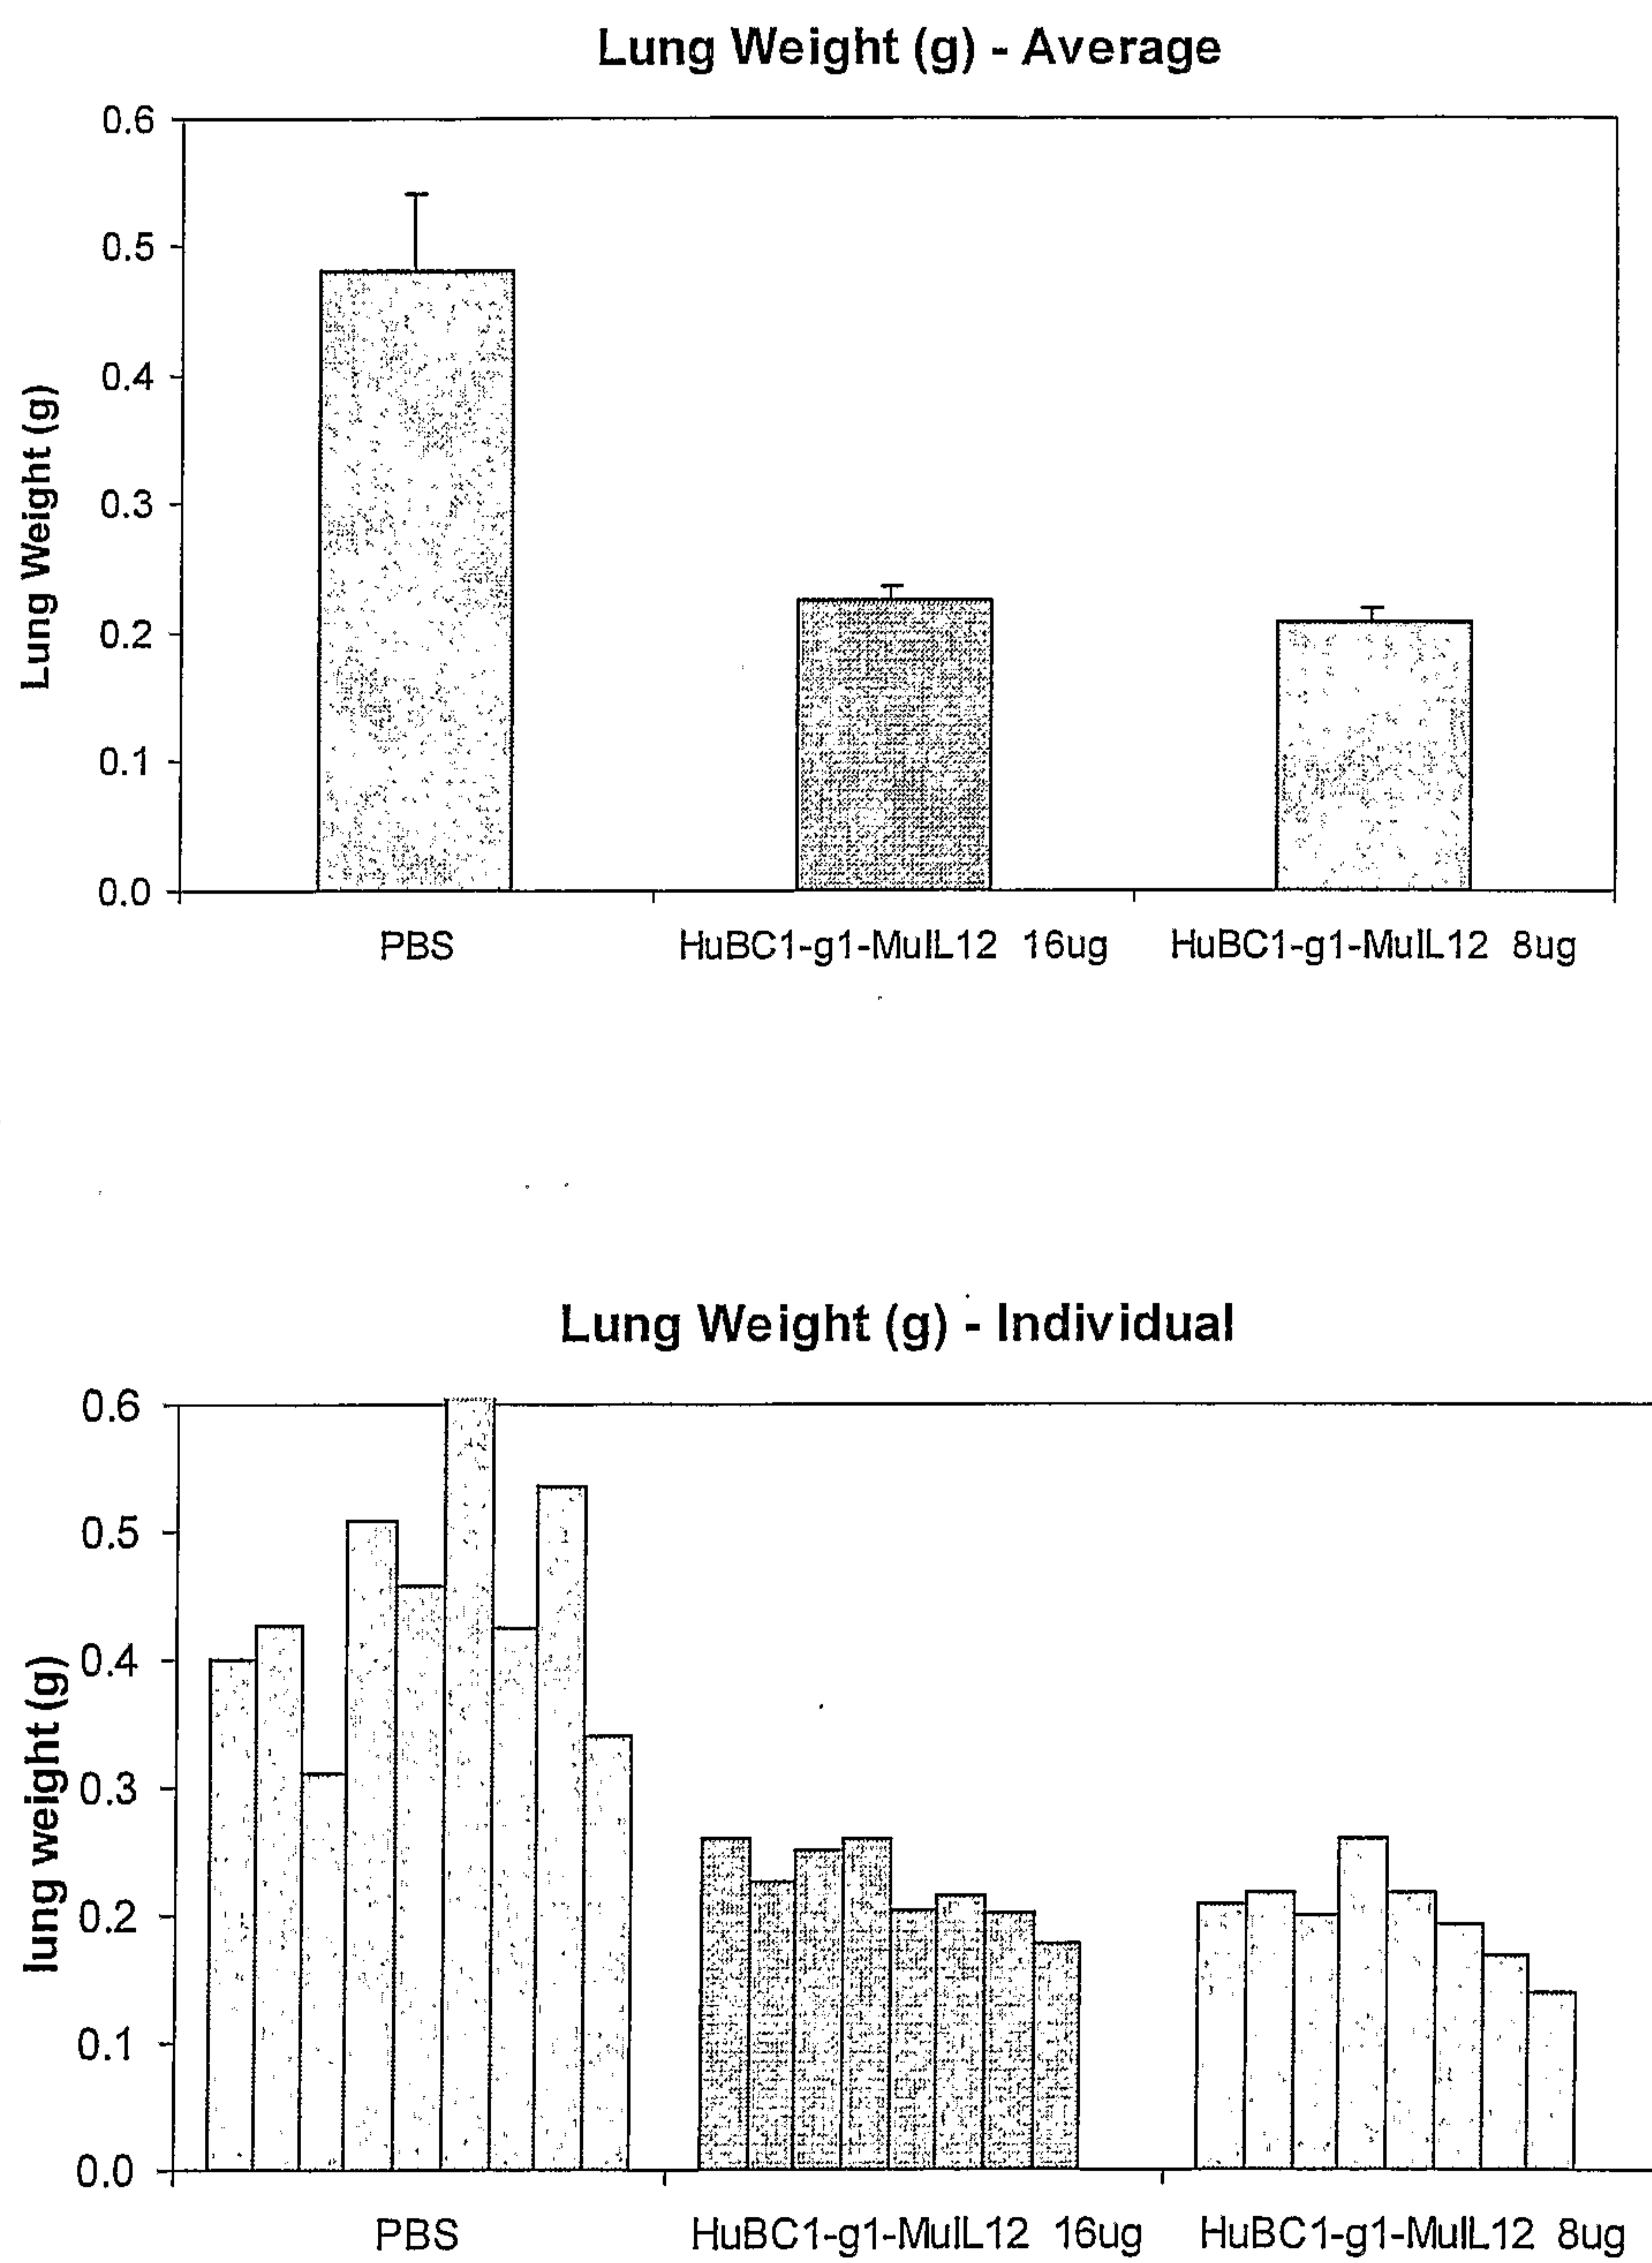 Lung Weight (g) - Average
Lung Weight (g)
0.6
0.5
0.4
0.3
0.2
0.1
0.0
PBS
HuBC1-g1-MuIL12 16ug
HuBC1-g1-MuIL12 8ug
Lung Weight (g) - Individual
lung weight (g)
0.6
0.5
0.4
0.3
0.2
0.1
0.0
PBS
HuBC1-g1-MuIL12 16ug
HuBC1-g1-MuIL12 8ug